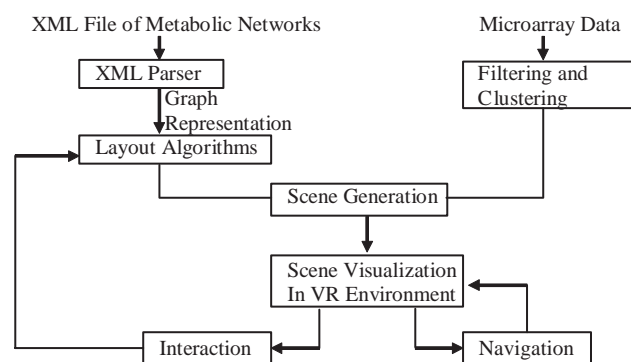 XML File of Metabolic Networks
Microarray Data
XML Parser
Filtering and
Clustering
Graph
Representation
Layout Algorithms
Scene Generation
Scene Visualization
In VR Environment
Interaction
Navigation